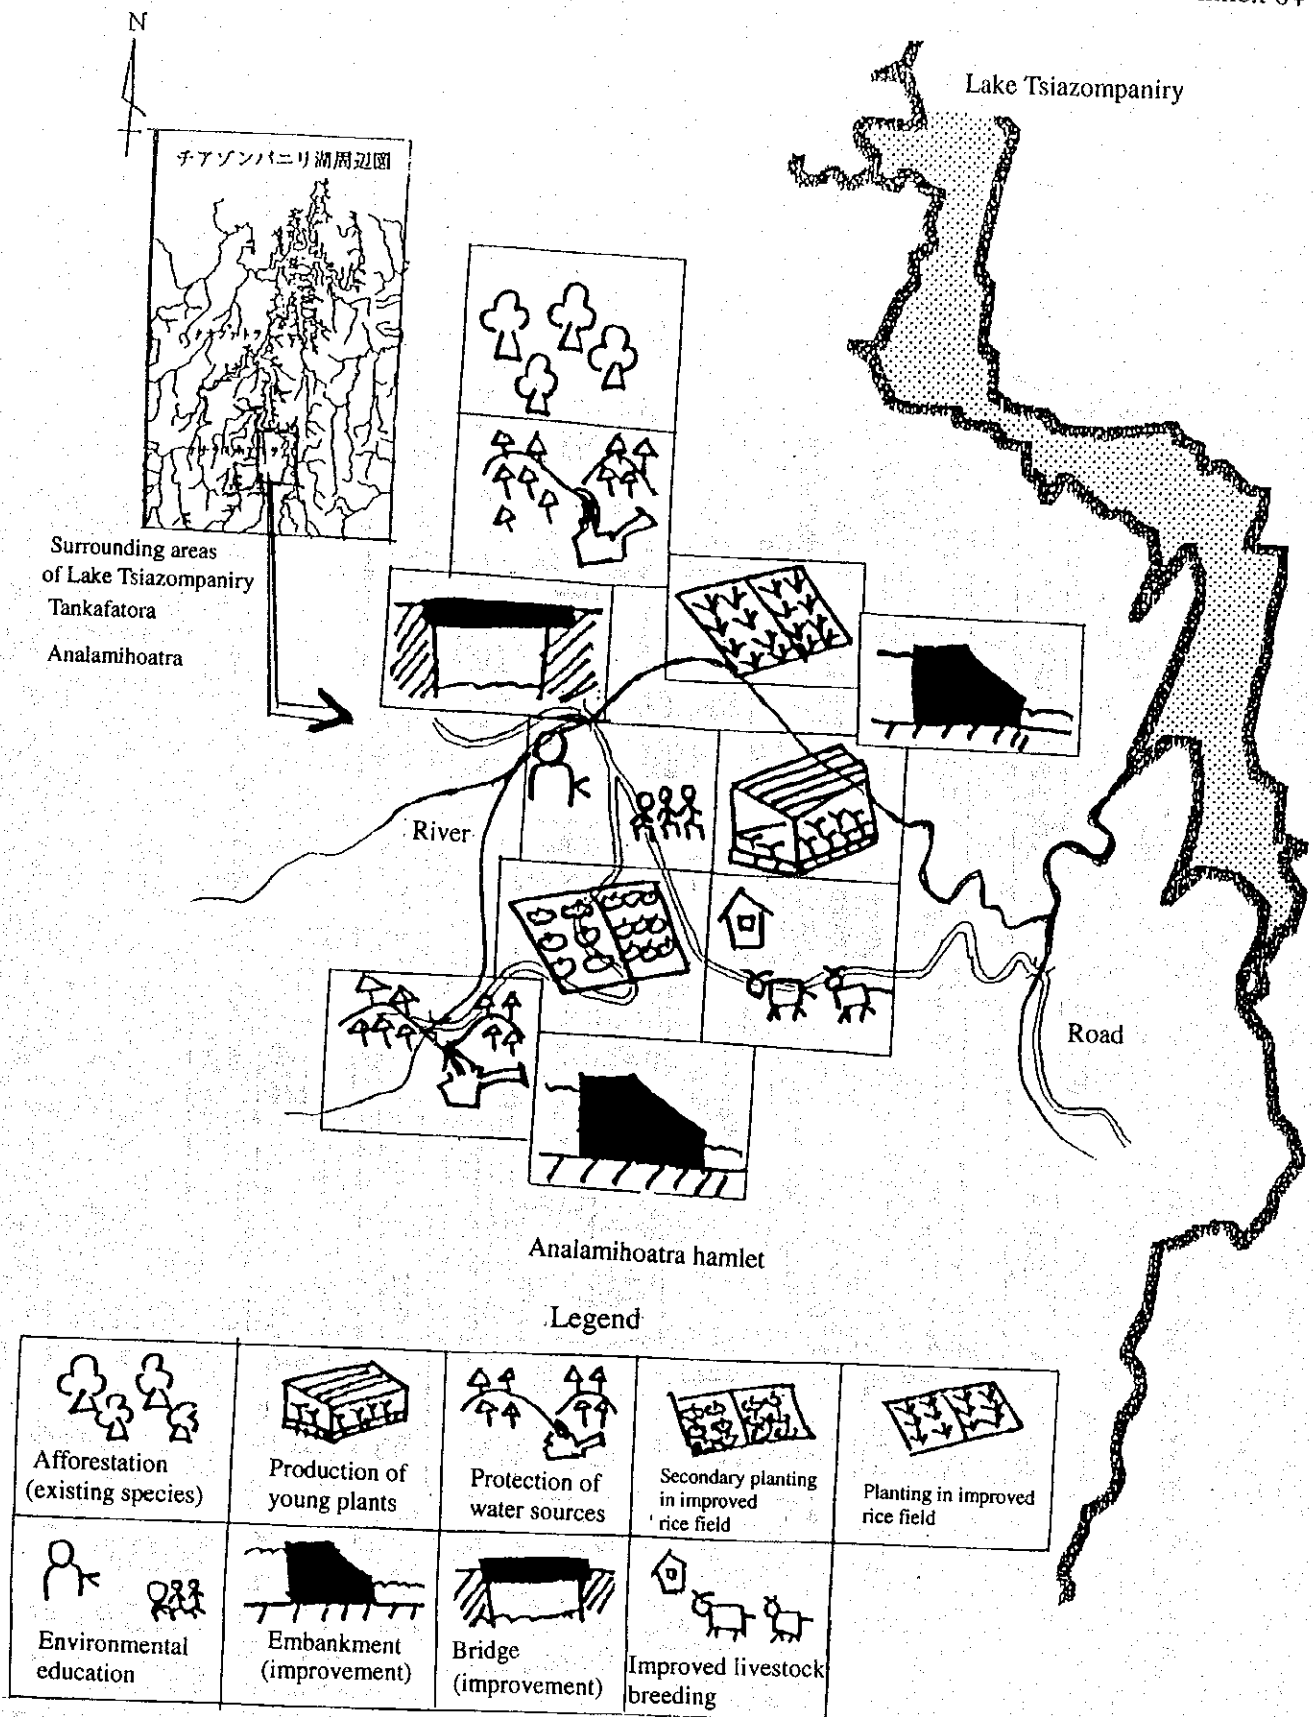 N
Lake Tsiazompaniry
チアゾンパニリ湖周辺図
Surrounding areas
of Lake Tsiazompaniry
Tankafatora
Analamihoatra
River
Road
Analamihoatra hamlet
Legend
Afforestation
(existing species)
Production of
young plants
Protection of
water sources
Secondary planting
in improved
rice field
Planting in improved
rice field
Environmental
education
Embankment
(improvement)
Bridge
(improvement)
Improved livestock
breeding